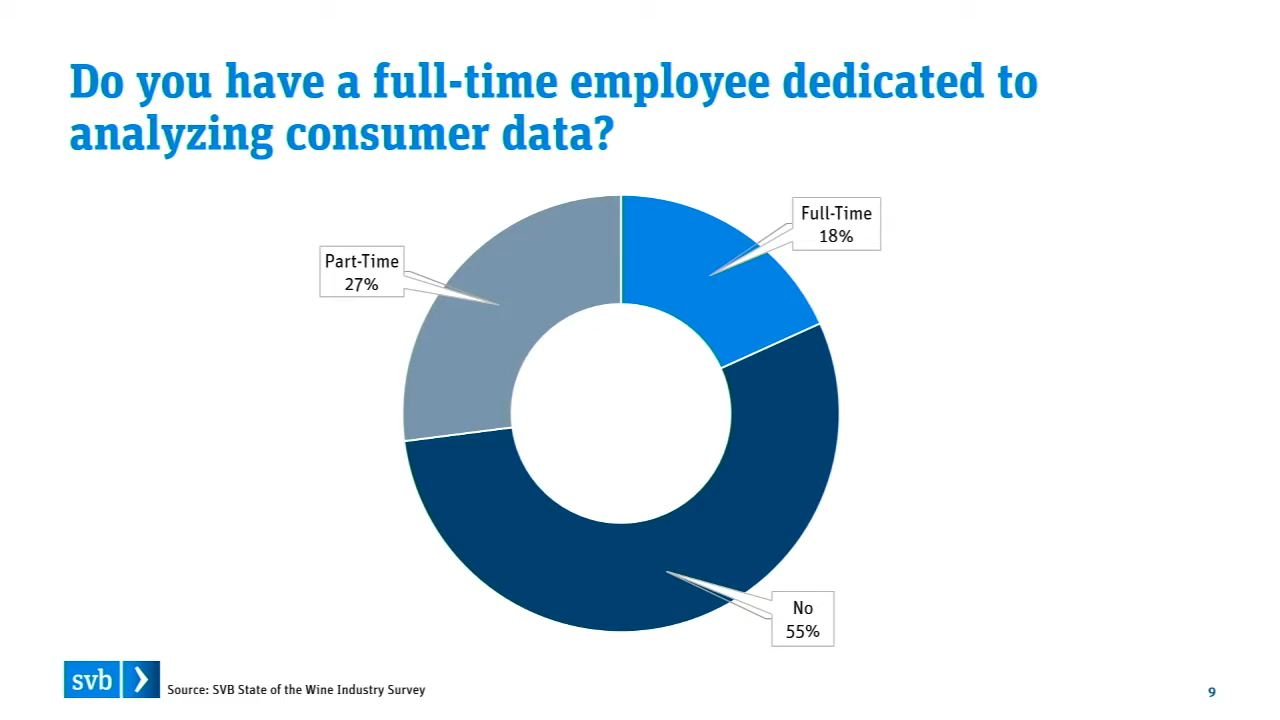 Do you have a full-time employee dedicated to
analyzing consumer data?
Full-Time
18%
Part-Time
27%
No
55%
svb
Source: SVB State of the Wine Industry Survey
9